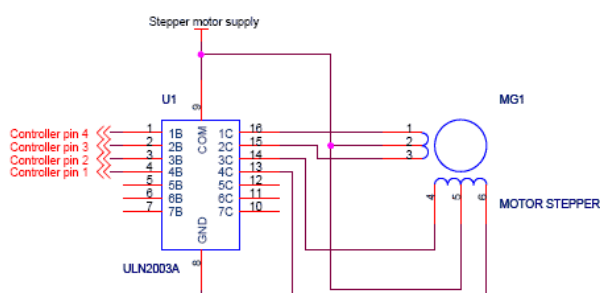 Stepper motor supply
U1
MG1
9
COM
Controller pin 4 1 1B 1C 16 1
Controller pin 3 2 2B 2C 15 2
Controller pin 2 3 3B 3C 14 3
Controller pin 1 4 4B 4C 13
5 5B 5C 12
6 6B 6C 11
7 7B 7C 10
4 5 6
MOTOR STEPPER
GND
8
ULN2003A